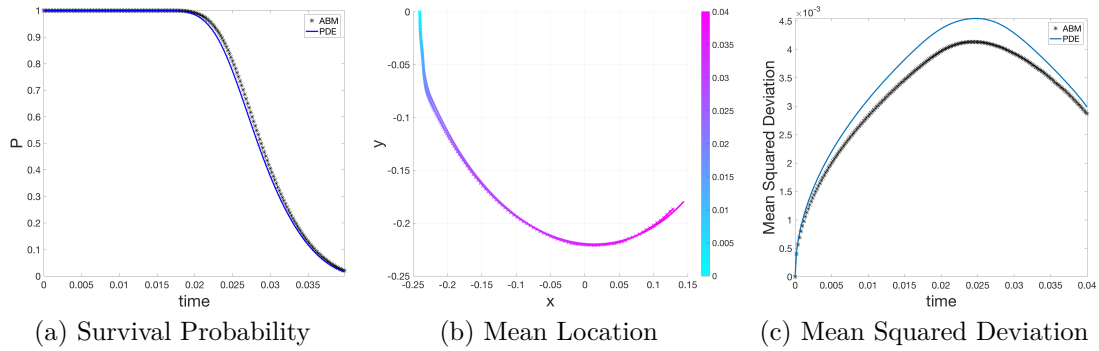 1
0.9
0.8
0.7
0.6
0.5
0.4
0.3
0.2
0.1
0
P
0 0.005 0.01 0.015 0.02 0.025 0.03 0.035
time
ABM
PDE
(a) Survival Probability
0
-0.05
-0.1
-0.15
-0.2
-0.25
y
-0.25 -0.2 -0.15 -0.1 -0.05 0 0.05 0.1 0.15
x
0.04
0.035
0.03
0.025
0.02
0.015
0.01
0.005
0
(b) Mean Location
×10⁻³
4.5
4
3.5
3
2.5
2
1.5
1
0.5
0
Mean Squared Deviation
0 0.005 0.01 0.015 0.02 0.025 0.03 0.035 0.04
time
ABM
PDE
(c) Mean Squared Deviation